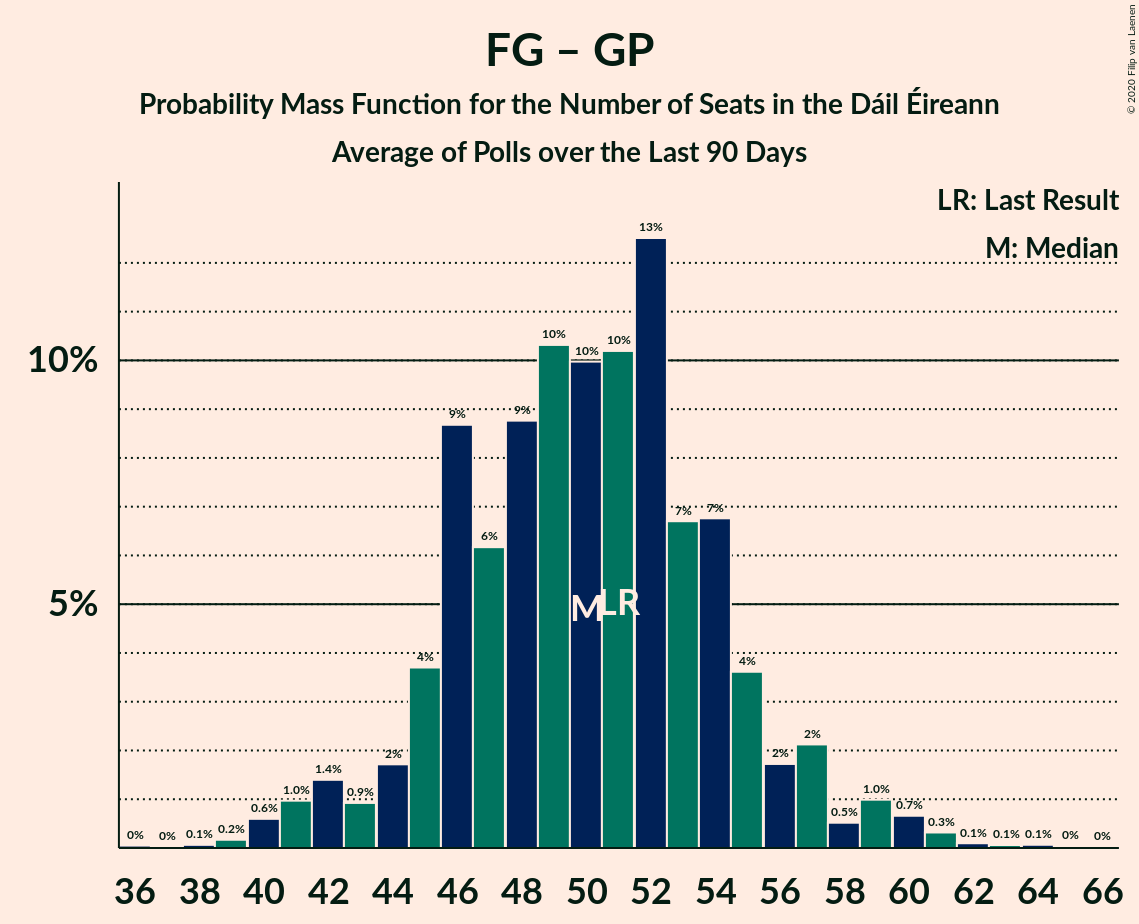 FG – GP
Probability Mass Function for the Number of Seats in the Dáil Éireann
Average of Polls over the Last 90 Days
© 2020 Filip van Laenen
LR: Last Result
M: Median
13%
10% 10% 10%
10%
9% 9%
7% 7%
6%
5%
M LR
4% 4%
2% 2% 2%
1.4%
1.0% 0.9% 1.0%
0.6% 0.5% 0.7%
0% 0% 0.1% 0.2% 0.3% 0.1% 0.1% 0.1% 0% 0%
36 38 40 42 44 46 48 50 52 54 56 58 60 62 64 66